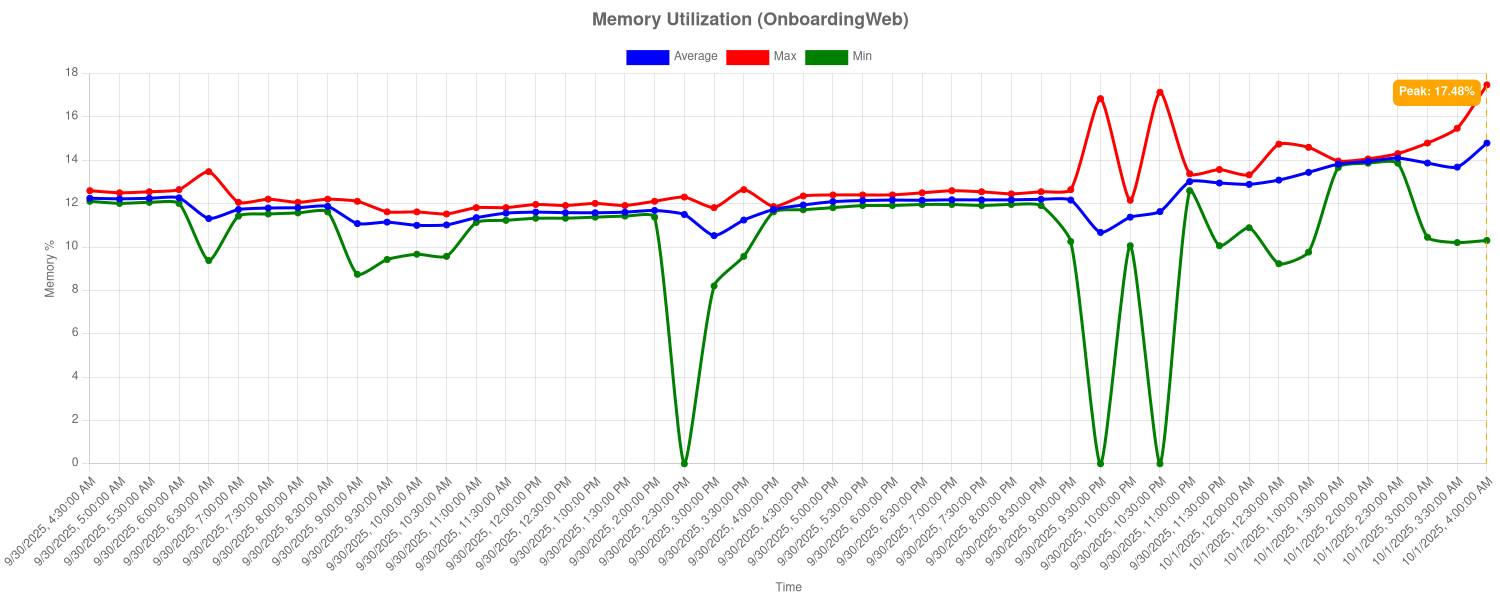 Memory Utilization (OnboardingWeb)
Average Max Min
Peak: 17.48%
Memory %
18
16
14
12
10
8
6
4
2
0
9/30/2025, 4:30:00 AM
9/30/2025, 5:00:00 AM
9/30/2025, 5:30:00 AM
9/30/2025, 6:00:00 AM
9/30/2025, 6:30:00 AM
9/30/2025, 7:00:00 AM
9/30/2025, 7:30:00 AM
9/30/2025, 8:00:00 AM
9/30/2025, 8:30:00 AM
9/30/2025, 9:00:00 AM
9/30/2025, 9:30:00 AM
9/30/2025, 10:00:00 AM
9/30/2025, 10:30:00 AM
9/30/2025, 11:00:00 AM
9/30/2025, 11:30:00 AM
9/30/2025, 12:00:00 PM
9/30/2025, 12:30:00 PM
9/30/2025, 1:00:00 PM
9/30/2025, 1:30:00 PM
9/30/2025, 2:00:00 PM
9/30/2025, 2:30:00 PM
9/30/2025, 3:00:00 PM
9/30/2025, 3:30:00 PM
9/30/2025, 4:00:00 PM
9/30/2025, 4:30:00 PM
9/30/2025, 5:00:00 PM
9/30/2025, 5:30:00 PM
9/30/2025, 6:00:00 PM
9/30/2025, 6:30:00 PM
9/30/2025, 7:00:00 PM
9/30/2025, 7:30:00 PM
9/30/2025, 8:00:00 PM
9/30/2025, 8:30:00 PM
9/30/2025, 9:00:00 PM
9/30/2025, 9:30:00 PM
9/30/2025, 10:00:00 PM
9/30/2025, 10:30:00 PM
9/30/2025, 11:00:00 PM
9/30/2025, 11:30:00 PM
10/1/2025, 12:00:00 AM
10/1/2025, 12:30:00 AM
10/1/2025, 1:00:00 AM
10/1/2025, 1:30:00 AM
10/1/2025, 2:00:00 AM
10/1/2025, 2:30:00 AM
10/1/2025, 3:00:00 AM
10/1/2025, 3:30:00 AM
10/1/2025, 4:00:00 AM
Time